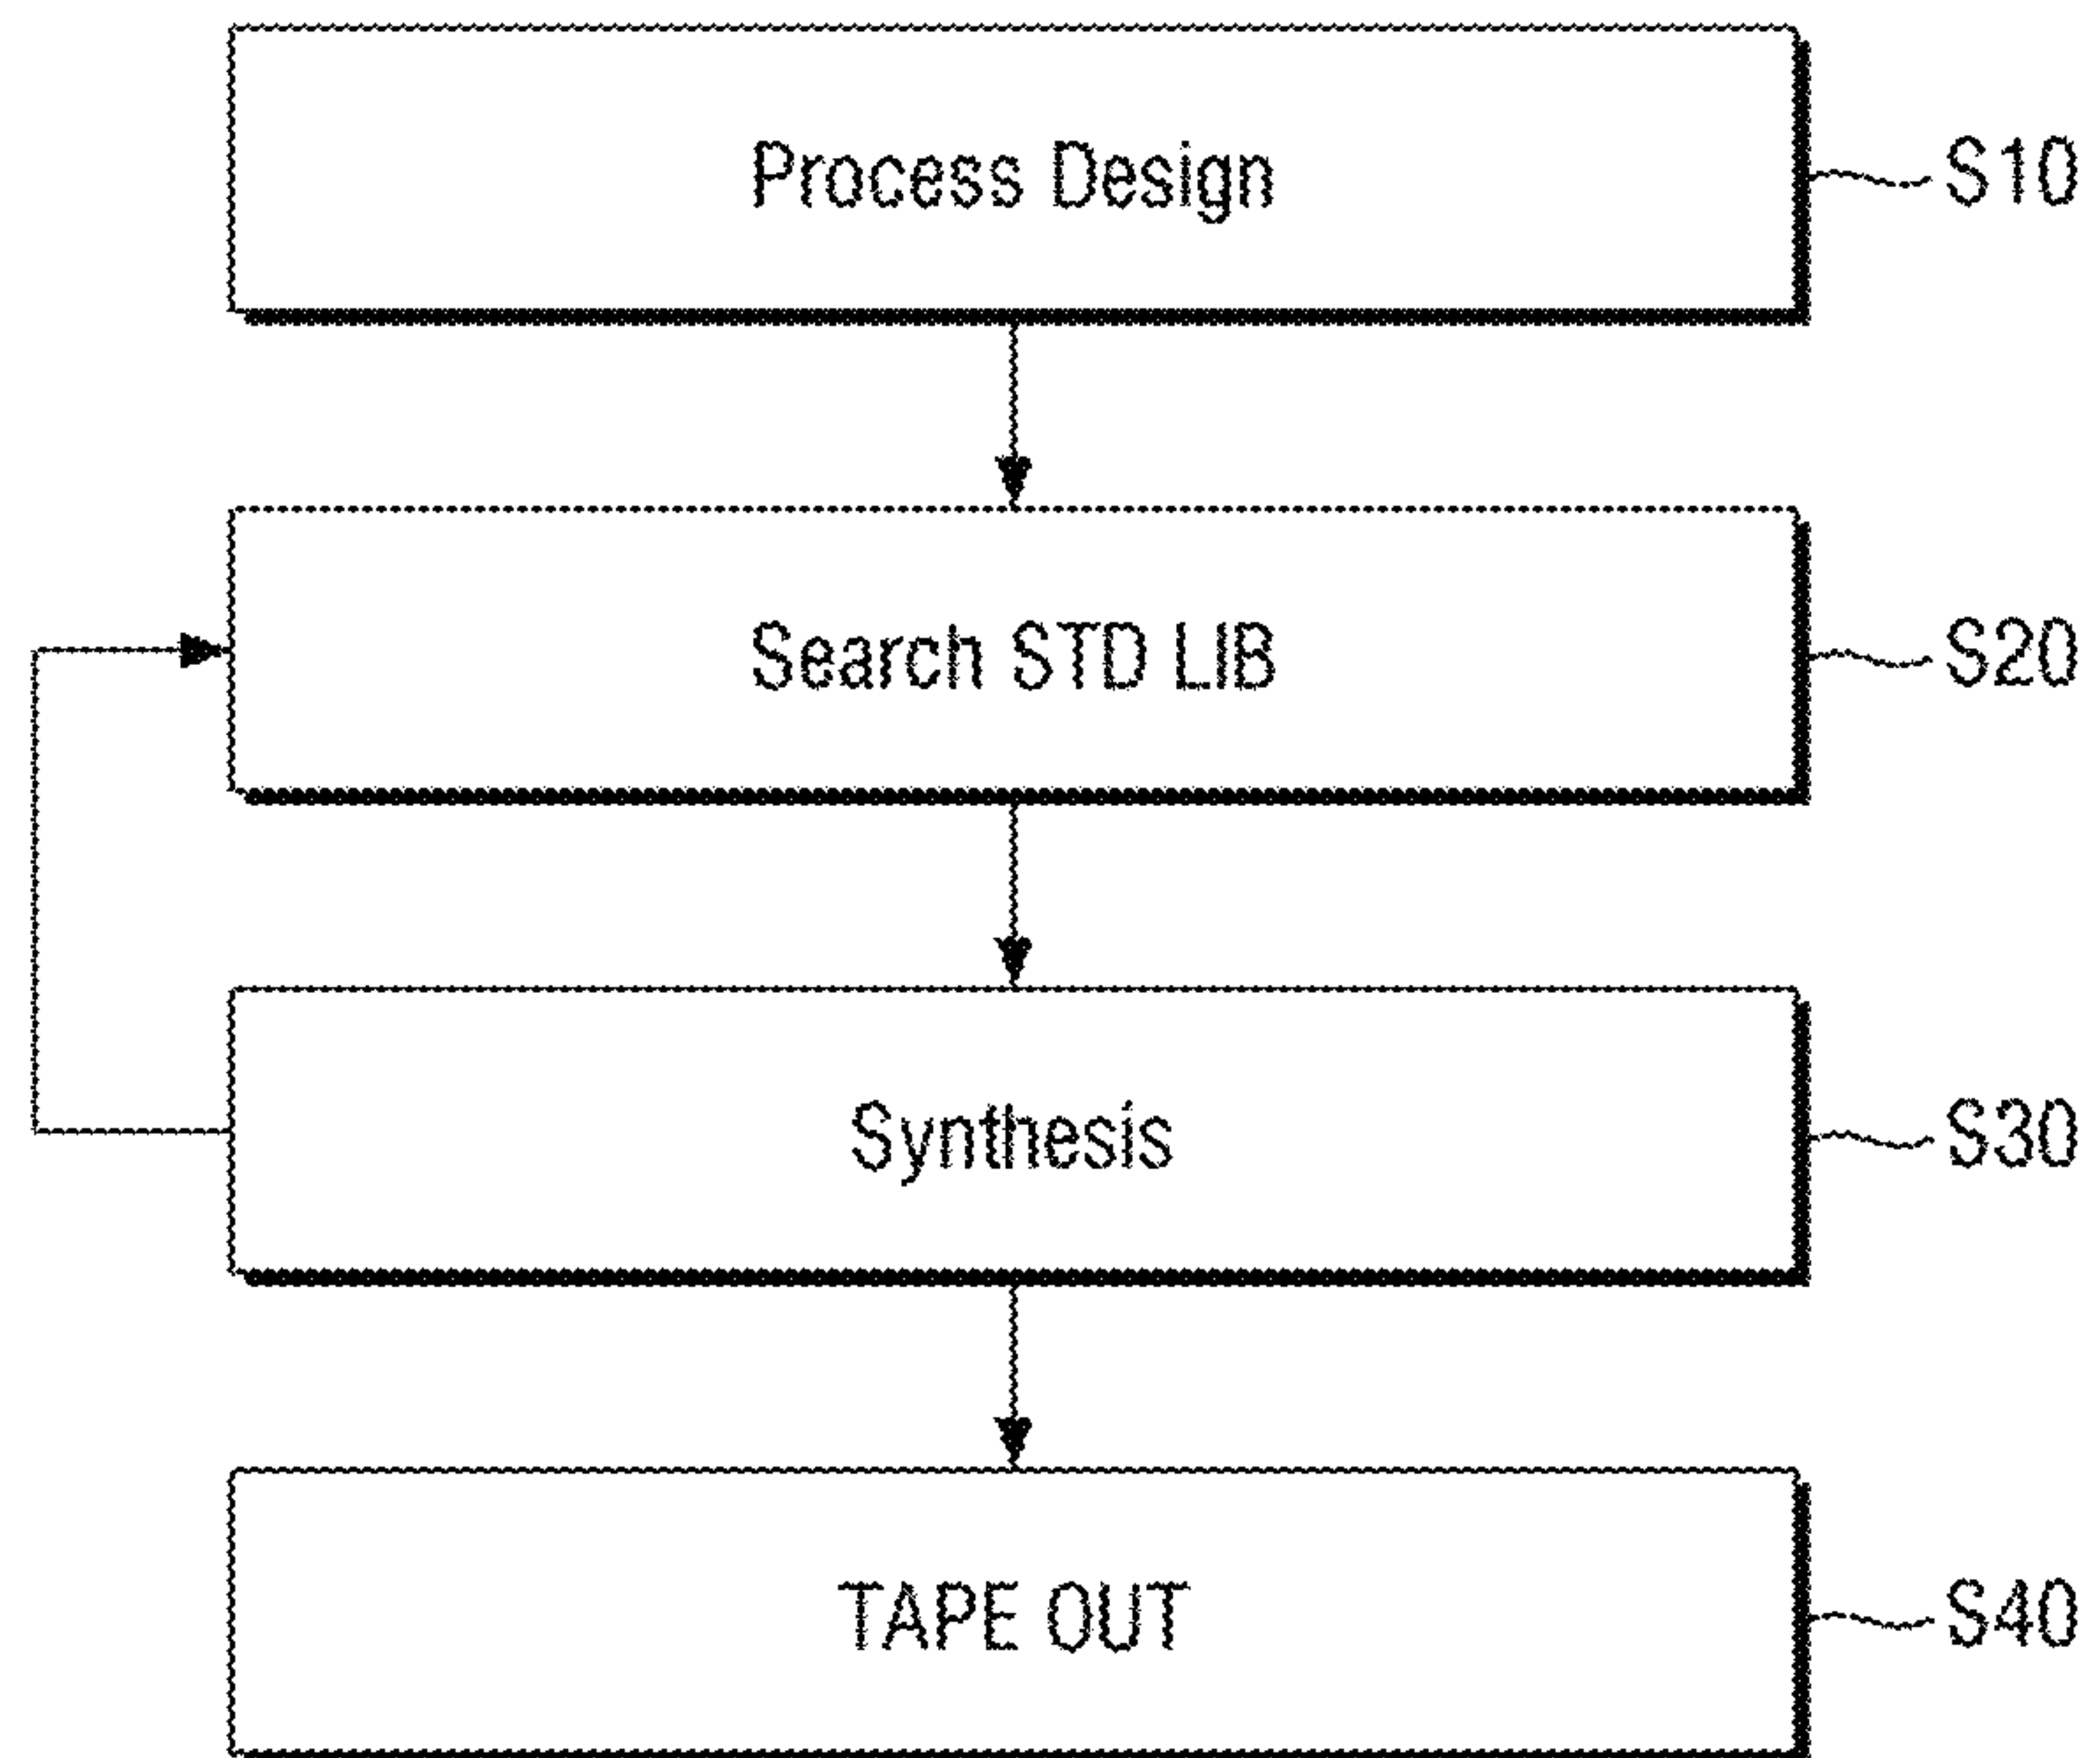 Process Design
S10
Search STD LIB
S20
Synthesis
S30
TAPE OUT
S40